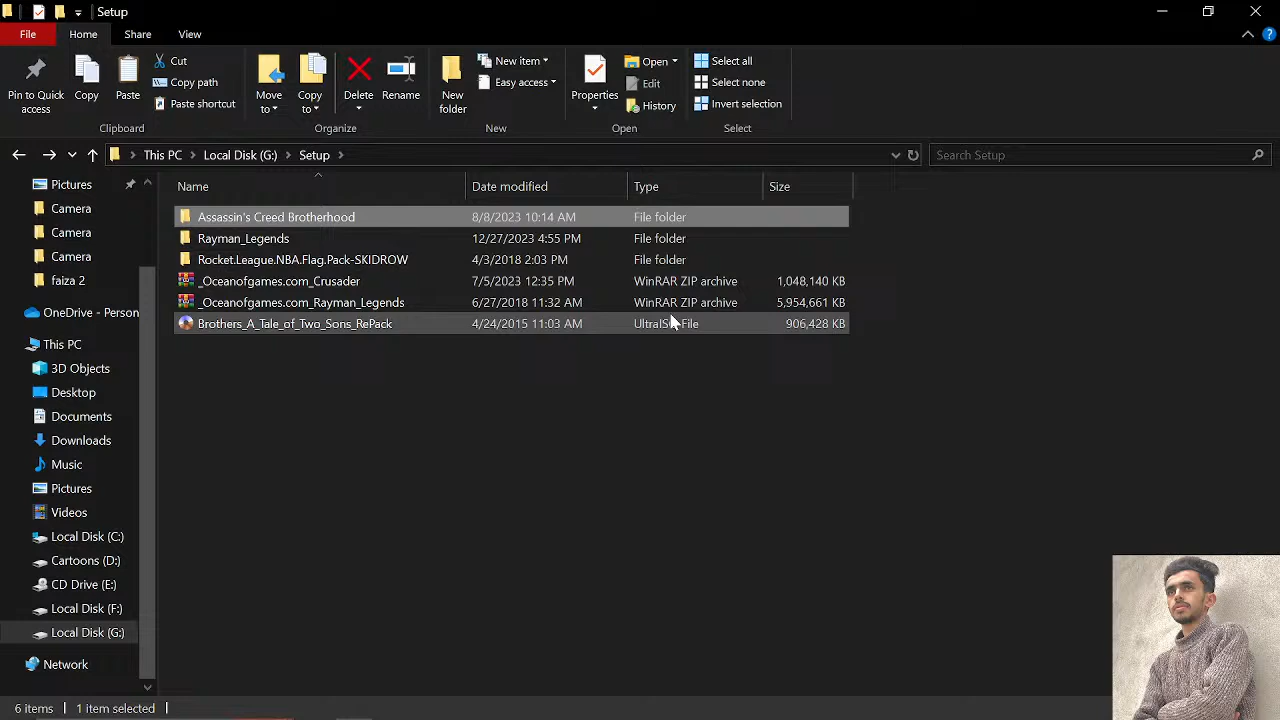 Setup
File Home Share View
Pin to Quick access
Copy
Paste
Cut
Copy path
Paste shortcut
Clipboard
Move to
Copy to
Delete
Rename
Organize
New folder
New item
Easy access
New
Properties
Open
Edit
History
Open
Select all
Select none
Invert selection
Select
This PC Local Disk (G:) Setup
Search Setup
Pictures
Camera
Camera
Camera
faiza 2
OneDrive - Person
This PC
3D Objects
Desktop
Documents
Downloads
Music
Pictures
Videos
Local Disk (C:)
Cartoons (D:)
CD Drive (E:)
Local Disk (F:)
Local Disk (G:)
Network
Name Date modified Type Size
Assassin's Creed Brotherhood 8/8/2023 10:14 AM File folder
Rayman_Legends 12/27/2023 4:55 PM File folder
Rocket.League.NBA.Flag.Pack-SKIDROW 4/3/2018 2:03 PM File folder
_Oceanofgames.com_Crusader 7/5/2023 12:35 PM WinRAR ZIP archive 1,048,140 KB
_Oceanofgames.com_Rayman_Legends 6/27/2018 11:32 AM WinRAR ZIP archive 5,954,661 KB
Brothers_A_Tale_of_Two_Sons_RePack 4/24/2015 11:03 AM File 906,428 KB
6 items 1 item selected